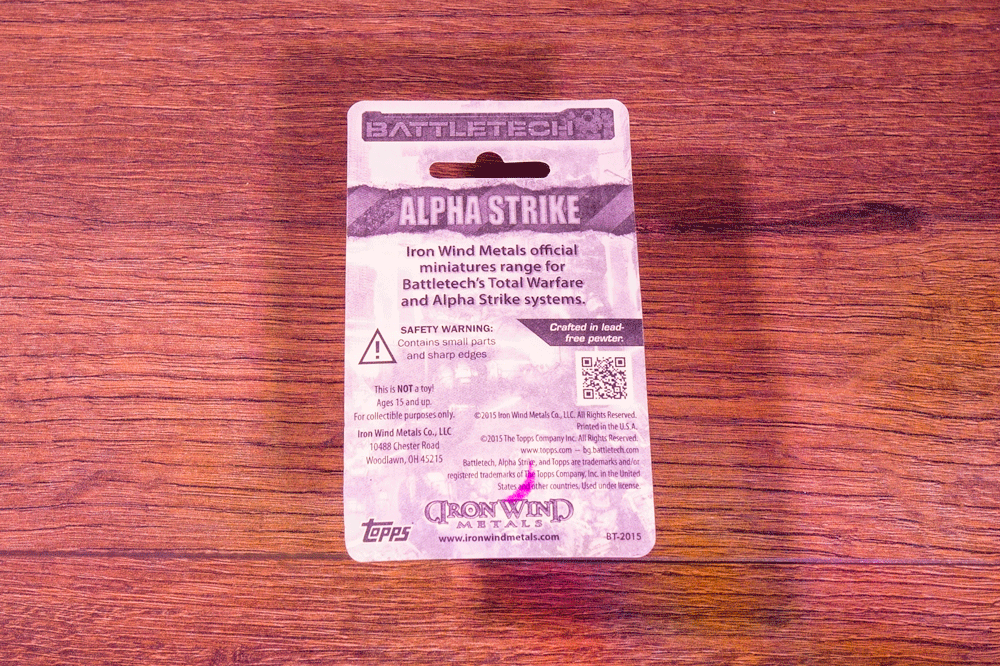 BATTLETECH
ALPHA STRIKE
Iron Wind Metals official
miniatures range for
Battletech's Total Warfare
and Alpha Strike systems.
SAFETY WARNING:
Contains small parts
and sharp edges
Crafted in lead-
free pewter.
This is NOT a toy!
Ages 15 and up.
For collectible purposes only.
Iron Wind Metals Co., LLC
10488 Chester Road
Woodlawn, OH 45215
©2015 Iron Wind Metals Co., LLC. All Rights Reserved.
Printed in the U.S.A.
©2015 The Topps Company Inc. All Rights Reserved.
www.topps.com — bg.battletech.com
Battletech, Alpha Strike, and Topps are trademarks and/or
registered trademarks of The Topps Company, Inc. in the United
States and other countries. Used under license.
Topps
IRON WIND
METALS
www.ironwindmetals.com
BT-2015